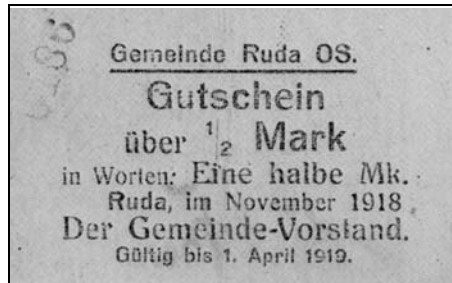 Gemeinde Ruda OS.
Gutschein
über 1/2 Mark
in Worten: Eine halbe Mk.
Ruda, im November 1918
Der Gemeinde-Vorstand.
Gültig bis 1. April 1919.